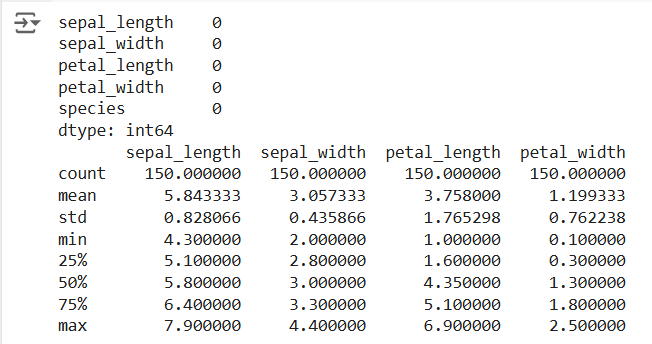 sepal_length    0
sepal_width     0
petal_length    0
petal_width     0
species         0
dtype: int64
       sepal_length  sepal_width  petal_length  petal_width
count    150.000000   150.000000    150.000000   150.000000
mean       5.843333     3.057333      3.758000     1.199333
std        0.828066     0.435866      1.765298     0.762238
min        4.300000     2.000000      1.000000     0.100000
25%        5.100000     2.800000      1.600000     0.300000
50%        5.800000     3.000000      4.350000     1.300000
75%        6.400000     3.300000      5.100000     1.800000
max        7.900000     4.400000      6.900000     2.500000